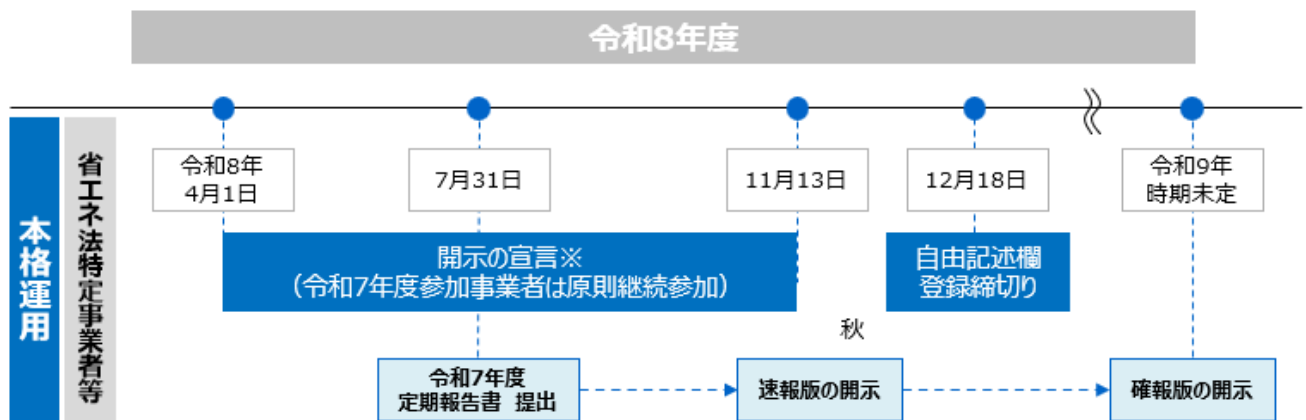 令和8年度
本格運用
省エネ法特定事業者等
令和8年
4月1日
7月31日
11月13日
12月18日
令和9年
時期未定
開示の宣言※
（令和7年度参加事業者は原則継続参加）
自由記述欄
登録締切り
秋
令和7年度
定期報告書 提出
速報版の開示
確報版の開示